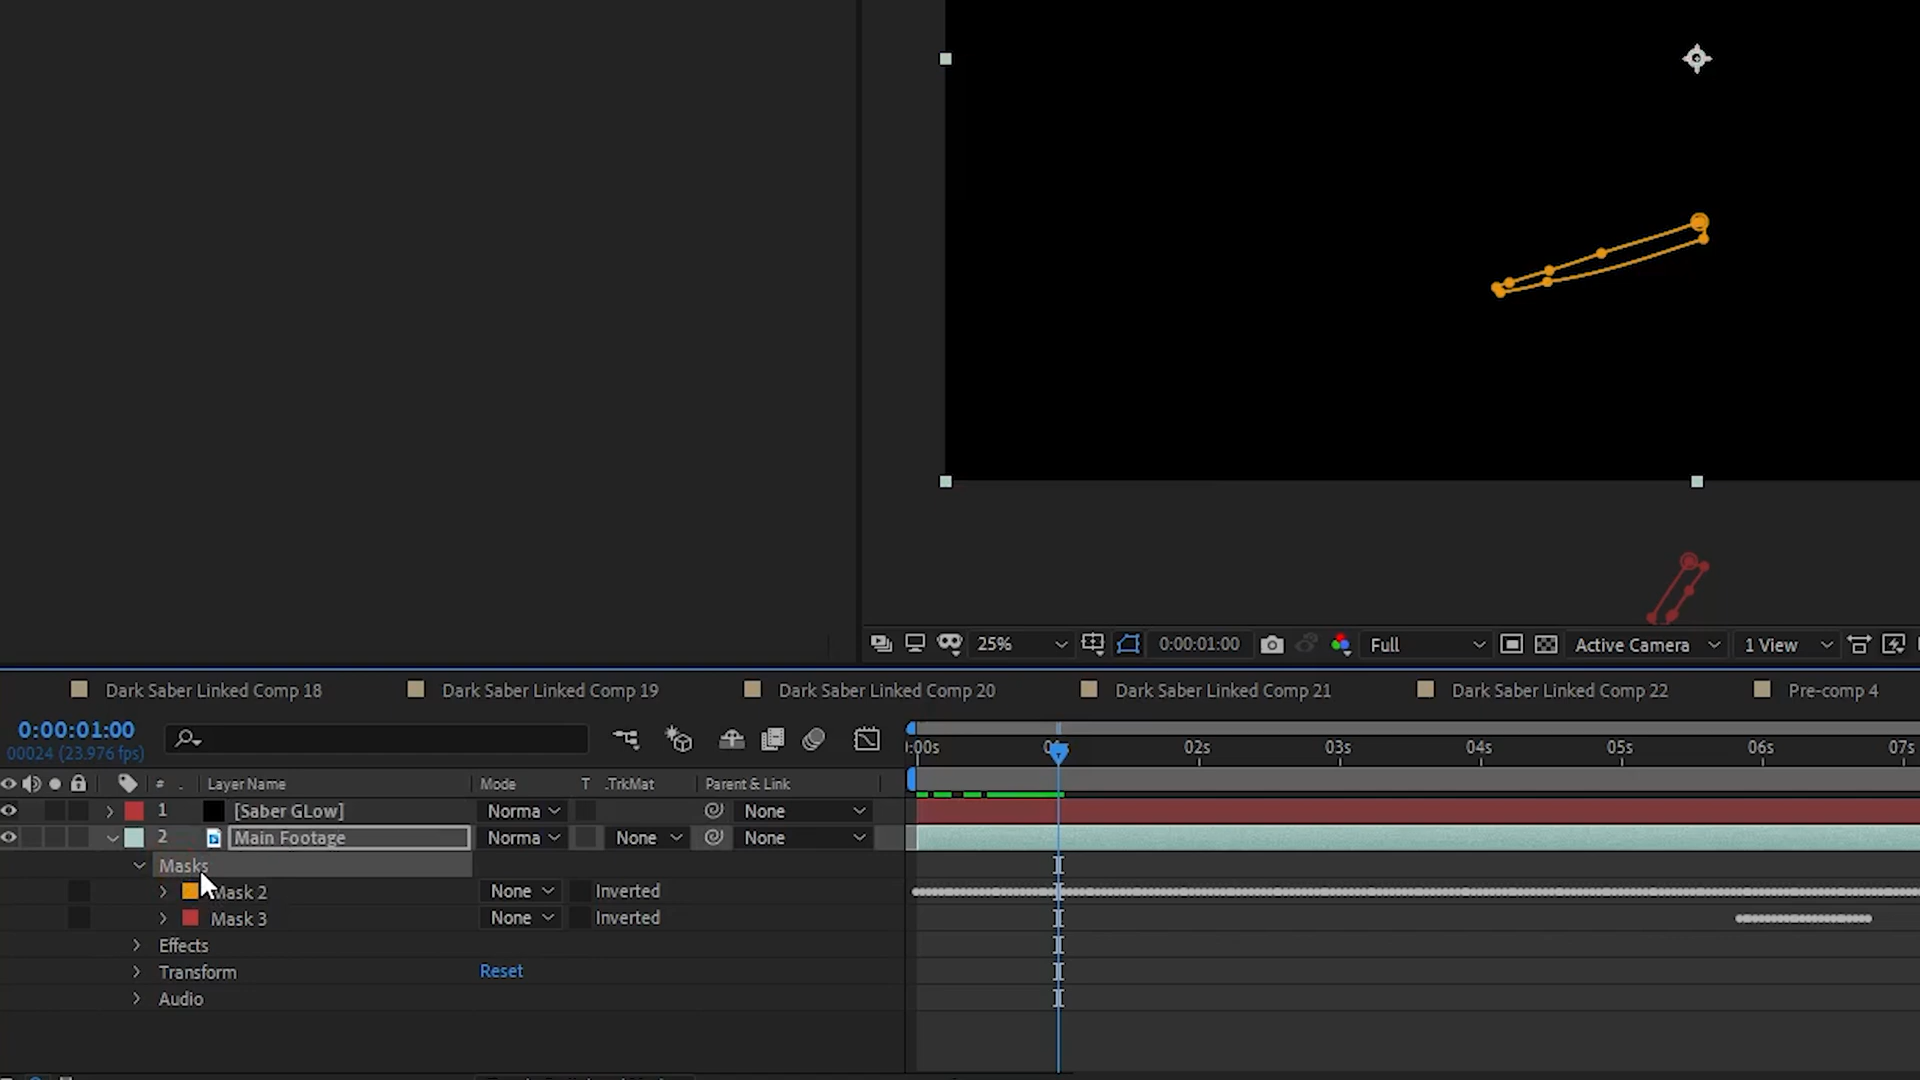 25%
0:00:01:00
Full
Active Camera
1 View
Dark Saber Linked Comp 18
Dark Saber Linked Comp 19
Dark Saber Linked Comp 20
Dark Saber Linked Comp 21
Dark Saber Linked Comp 22
Pre-comp 4
0:00:01:00
00024 (23.976 fps)
:00s
02s
03s
04s
05s
06s
07s
# . Layer Name Mode T .TrkMat Parent & Link
1 [Saber GLow] Norma None
2 Main Footage Norma None None
Masks
Mask 2 None Inverted
Mask 3 None Inverted
Effects
Transform Reset
Audio